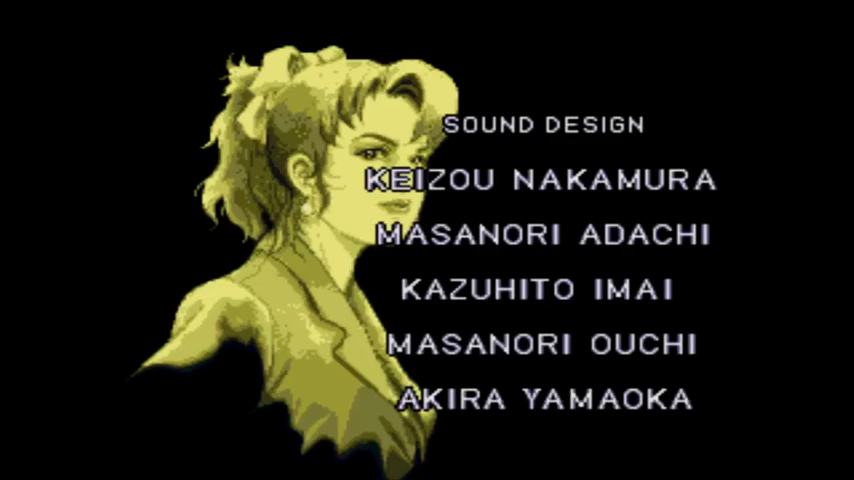 SOUND DESIGN
KEIZOU NAKAMURA
MASANORI ADACHI
KAZUHITO IMAI
MASANORI OUCHI
AKIRA YAMAOKA